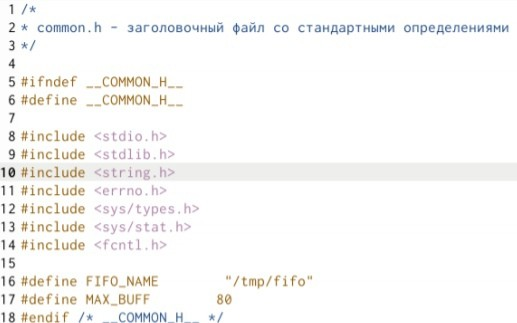 1 /*
2 * common.h - заголовочный файл со стандартными определениями
3 */
4
5 #ifndef __COMMON_H__
6 #define __COMMON_H__
7
8 #include <stdio.h>
9 #include <stdlib.h>
10 #include <string.h>
11 #include <errno.h>
12 #include <sys/types.h>
13 #include <sys/stat.h>
14 #include <fcntl.h>
15
16 #define FIFO_NAME        "/tmp/fifo"
17 #define MAX_BUFF        80
18 #endif /* __COMMON_H__ */